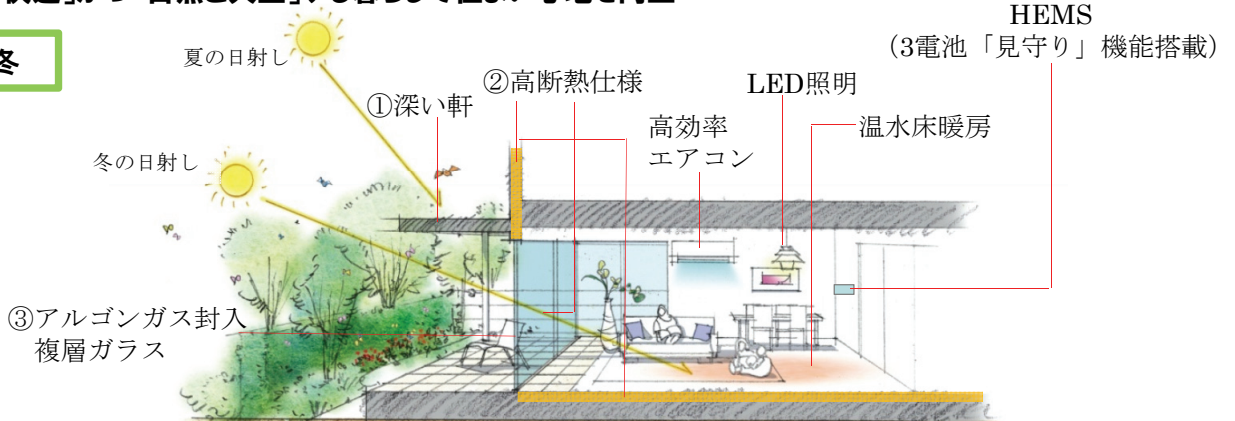 冬
夏の日射し
冬の日射し
①深い軒
②高断熱仕様
高効率
エアコン
LED照明
温水床暖房
HEMS
（3電池「見守り」機能搭載）
③アルゴンガス封入
複層ガラス